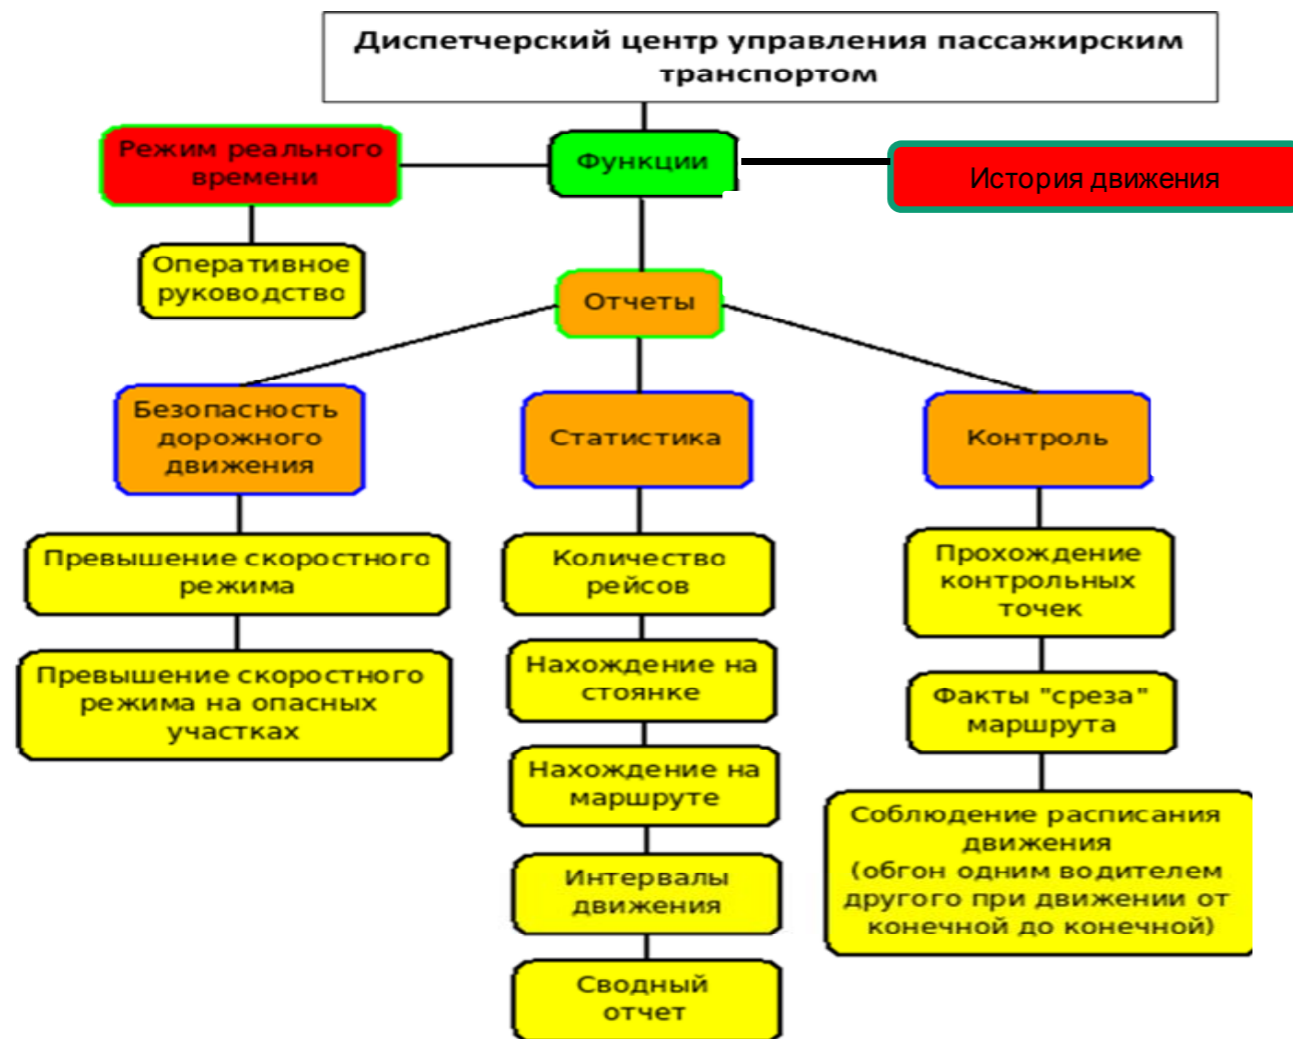 Диспетчерский центр управления пассажирским
транспортом
Режим реального
времени
Функции
История движения
Оперативное
руководство
Отчеты
Безопасность
дорожного
движения
Статистика
Контроль
Превышение скоростного
режима
Превышение скоростного
режима на опасных
участках
Количество
рейсов
Нахождение на
стоянке
Нахождение на
маршруте
Интервалы
движения
Сводный
отчет
Прохождение
контрольных
точек
Факты "среза"
маршрута
Соблюдение расписания
движения
(обгон одним водителем
другого при движении от
конечной до конечной)